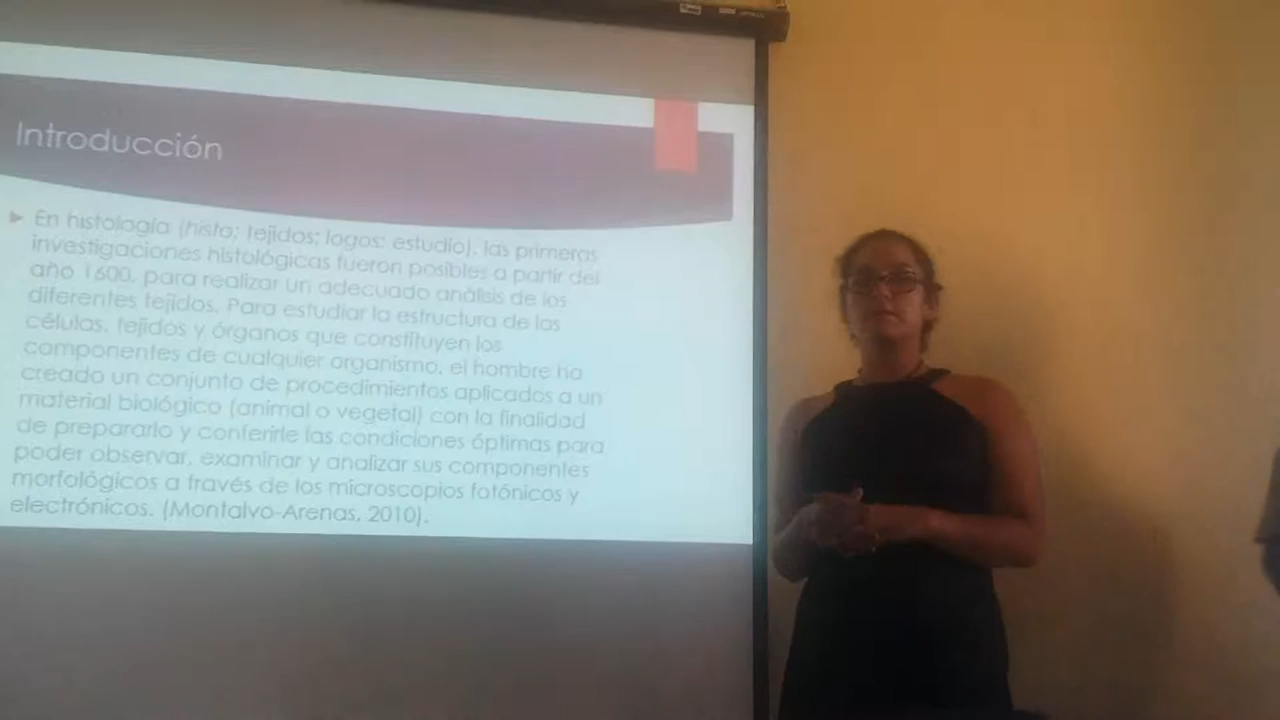 Introducción
En histología (histo: tejidos; logos: estudio), las primeras
investigaciones histológicas fueron posibles a partir del
año 1600, para realizar un adecuado análisis de los
diferentes tejidos. Para estudiar la estructura de las
células, tejidos y órganos que constituyen los
componentes de cualquier organismo, el hombre ha
creado un conjunto de procedimientos aplicados a un
material biológico (animal o vegetal) con la finalidad
de prepararlo y conferirle las condiciones óptimas para
poder observar, examinar y analizar sus componentes
morfológicos a través de los microscopios fotónicos y
electrónicos. (Montalvo-Arenas, 2010).